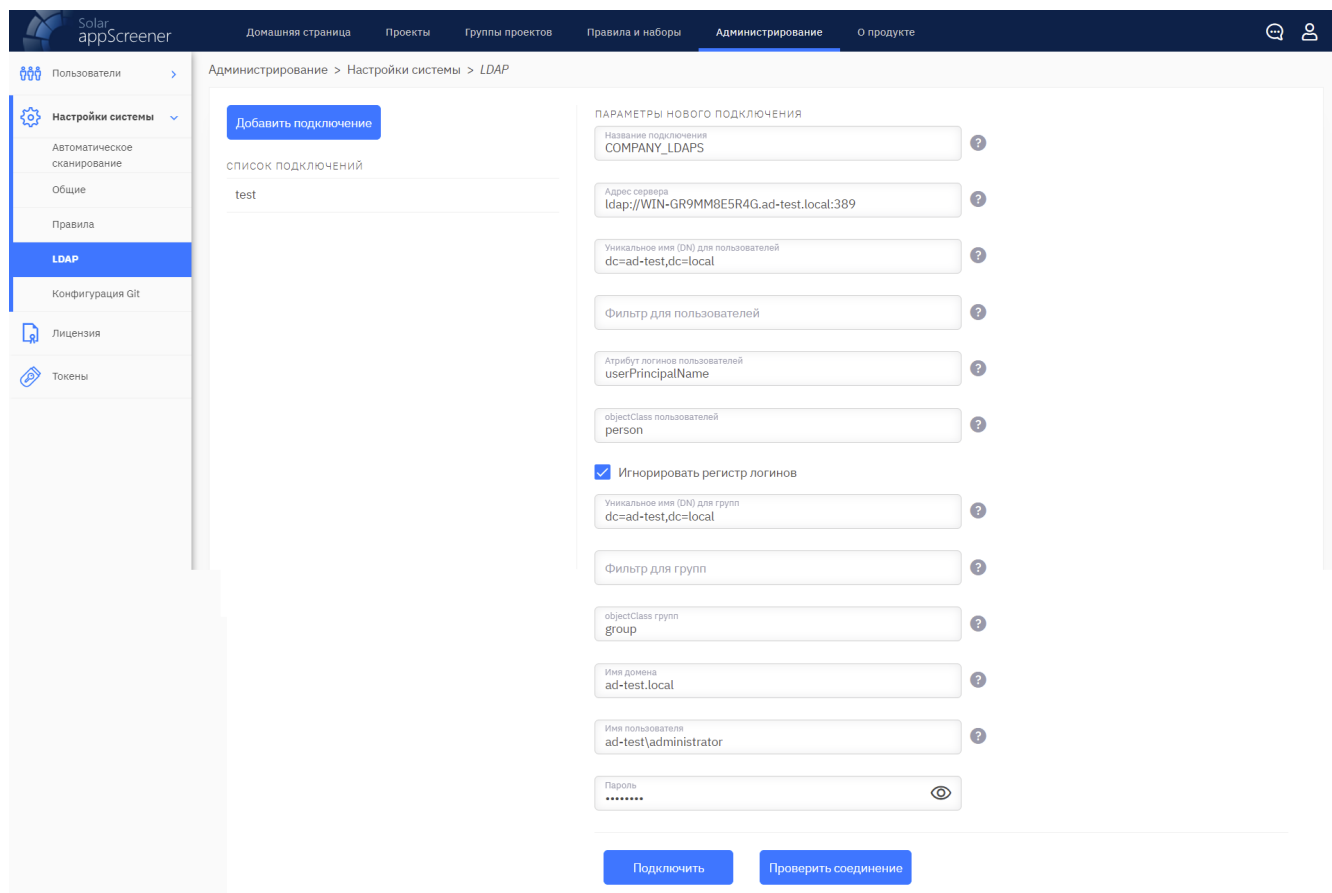 Solar
appScreener
Домашняя страница
Проекты
Группы проектов
Правила и наборы
Администрирование
О продукте
Пользователи
Настройки системы
Автоматическое
сканирование
Общие
Правила
LDAP
Конфигурация Git
Лицензия
Токены
Администрирование > Настройки системы > LDAP
Добавить подключение
СПИСОК ПОДКЛЮЧЕНИЙ
test
ПАРАМЕТРЫ НОВОГО ПОДКЛЮЧЕНИЯ
Название подключения
COMPANY_LDAPS
?
Адрес сервера
ldap://WIN-GR9MM8E5R4G.ad-test.local:389
?
Уникальное имя (DN) для пользователей
dc=ad-test,dc=local
?
Фильтр для пользователей
?
Атрибут логинов пользователей
userPrincipalName
?
objectClass пользователей
person
?
Игнорировать регистр логинов
Уникальное имя (DN) для групп
dc=ad-test,dc=local
?
Фильтр для групп
?
objectClass групп
group
?
Имя домена
ad-test.local
?
Имя пользователя
ad-test\administrator
?
Пароль
••••••••
Подключить
Проверить соединение